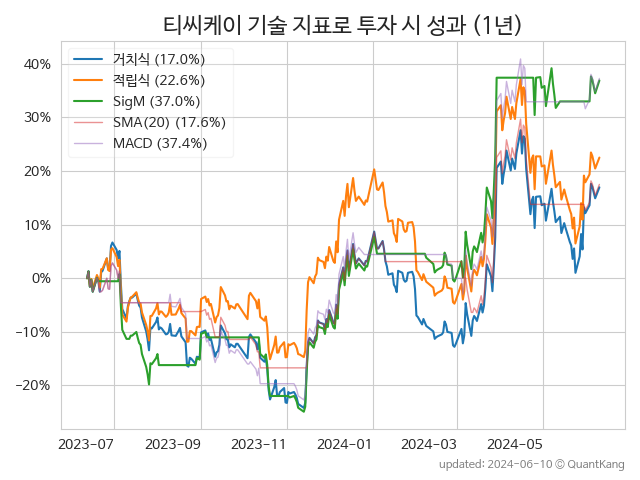 티씨케이 기술 지표로 투자 시 성과 (1년)
거치식 (17.0%)
적립식 (22.6%)
SigM (37.0%)
SMA(20) (17.6%)
MACD (37.4%)
40%
30%
20%
10%
0%
−10%
−20%
2023-07
2023-09
2023-11
2024-01
2024-03
2024-05
updated: 2024-06-10 © QuantKang